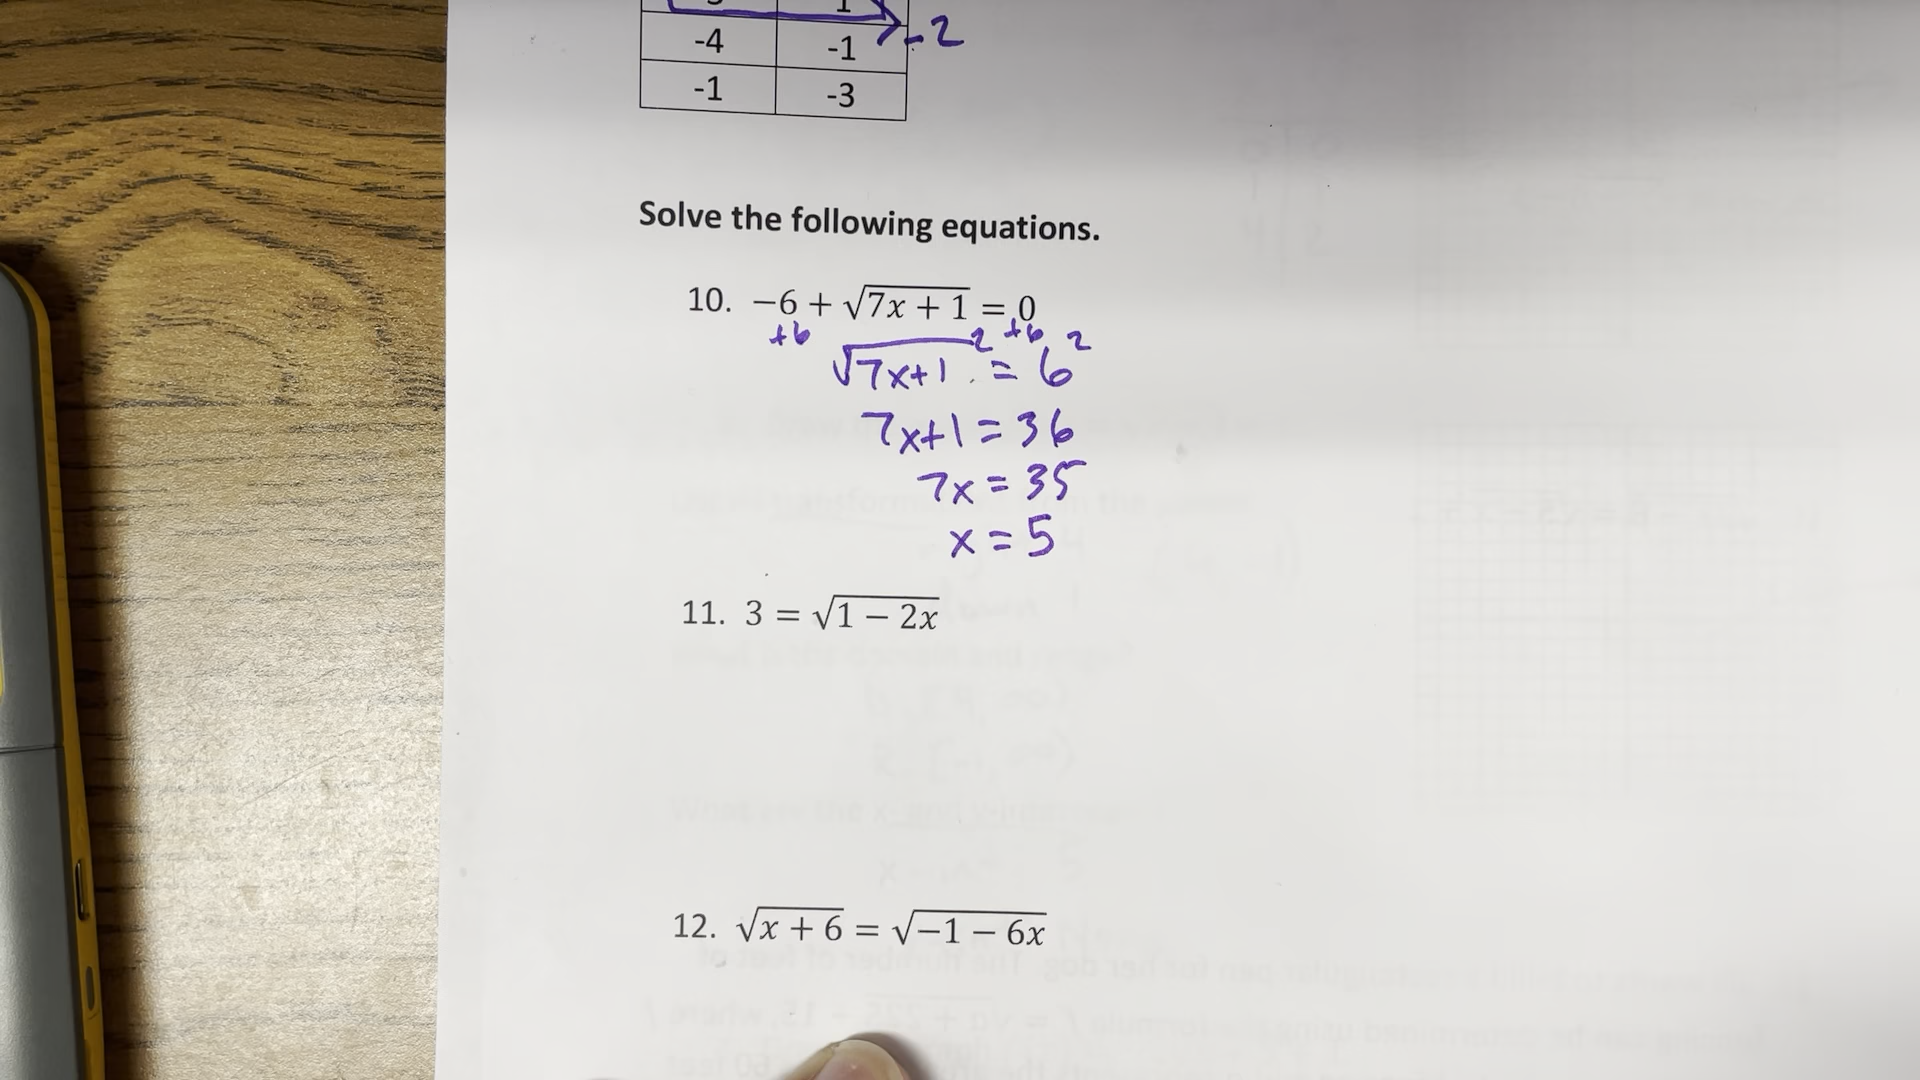 1
-2
-4 -1
-1 -3
Solve the following equations.
10. −6 + √7x + 1 = 0
+6 +6
√7x+1² = 6²
7x+1 = 36
7x = 35
x = 5
11. 3 = √1 − 2x
12. √x + 6 = √−1 − 6x